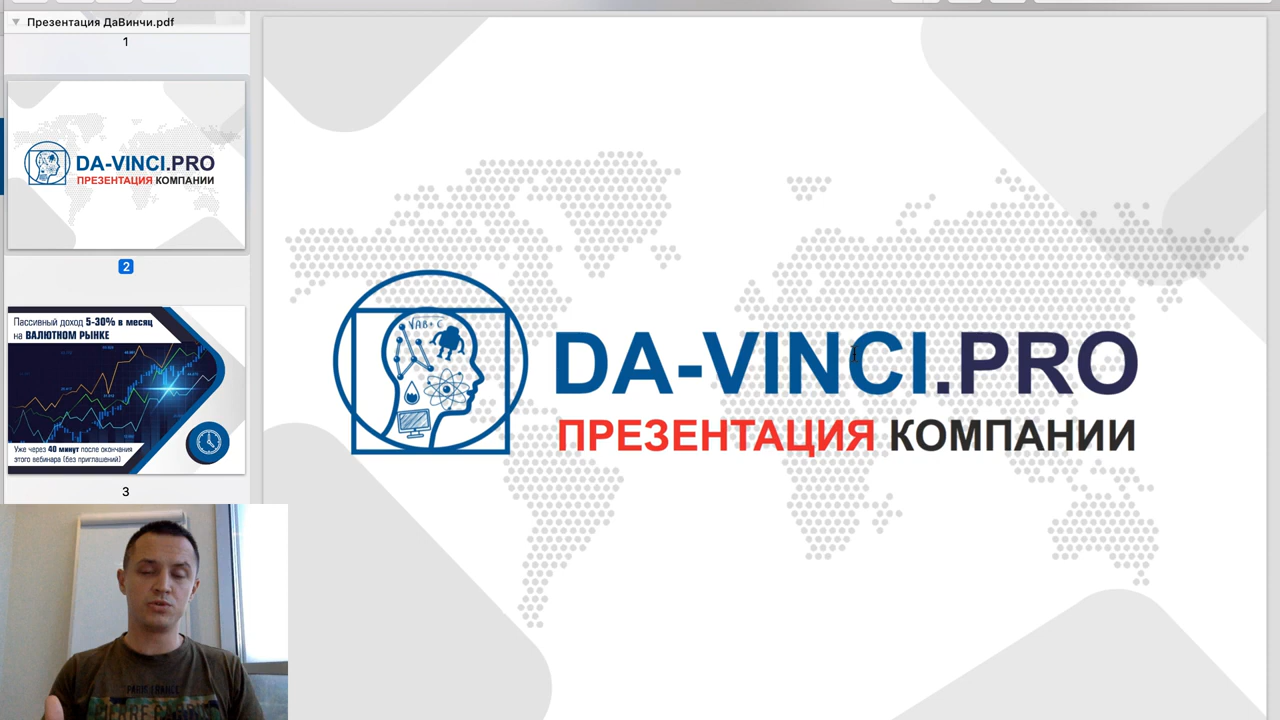 Презентация ДаВинчи.pdf
1
DA-VINCI.PRO
ПРЕЗЕНТАЦИЯ КОМПАНИИ
2
Пассивный доход 5-30% в месяц
на ВАЛЮТНОМ РЫНКЕ
Уже через 40 минут после окончания
этого вебинара (без приглашений)
3
√AB+C
DA-VINCI.PRO
ПРЕЗЕНТАЦИЯ КОМПАНИИ